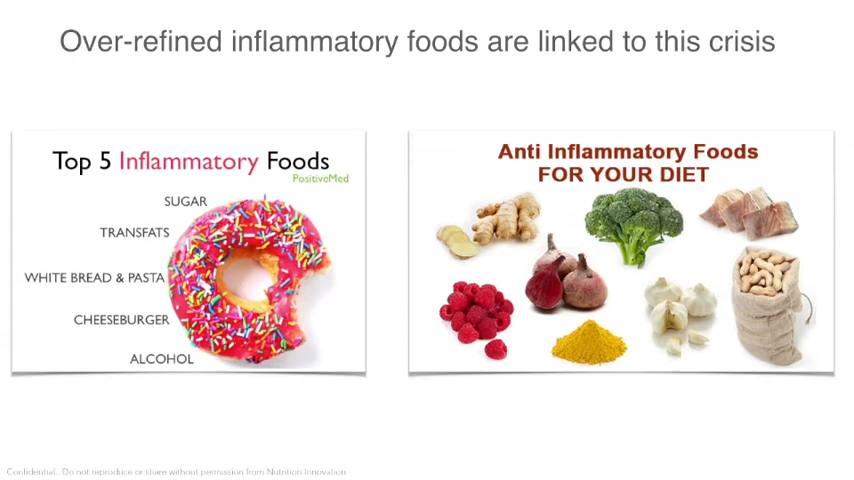 Over-refined inflammatory foods are linked to this crisis
Top 5 Inflammatory Foods
PositiveMed
SUGAR
TRANSFATS
WHITE BREAD & PASTA
CHEESEBURGER
ALCOHOL
Anti Inflammatory Foods
FOR YOUR DIET
Confidential. Do not reproduce or share without permission from Nutrition Innovation